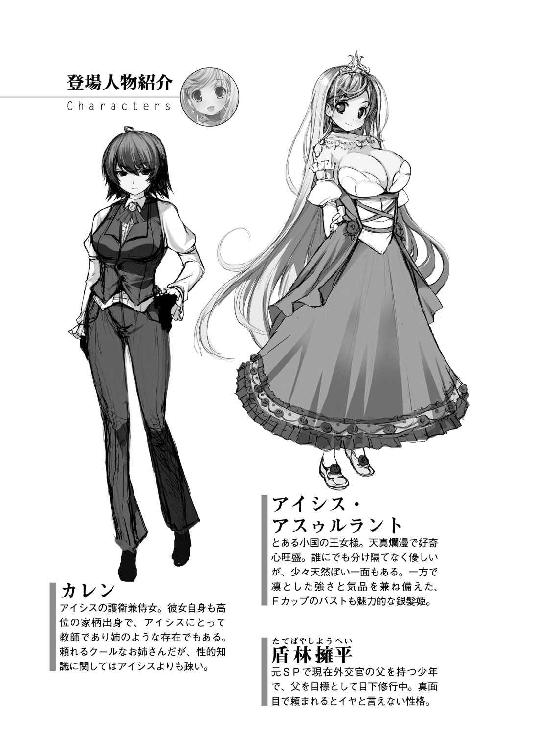 登場人物紹介
Characters
アイシス・
アスゥルラント
とある小国の三女様。天真爛漫で好奇
心旺盛。誰にでも分け隔てなく優しい
が、少々天然ぽい一面もある。一方で
凛とした強さと気品を兼ね備えた、
Fカップのバストも魅力的な銀髪姫。
カレン
アイシスの護衛兼侍女。彼女自身も高
位の家柄出身で、アイシスにとって
教師であり姉のような存在でもある。
頼れるクールなお姉さんだが、性的知
識に関してはアイシスよりも疎い。
たてばやしようへい
盾林擁平
元SPで現在外交官の父を持つ少年
で、父を目標として目下修行中。真面
目で頼まれるとイヤと言えない性格。